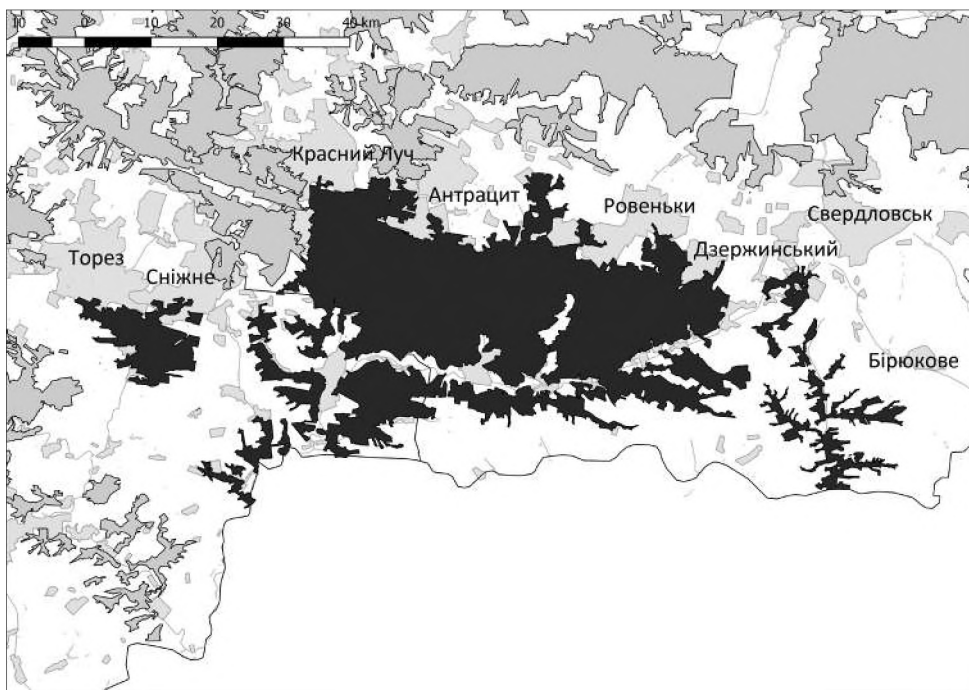 10 0 10 20 30 40 km
Красний Луч
Антрацит
Ровеньки
Свердловськ
Торез
Сніжне
Дзержинський
Бірюкове